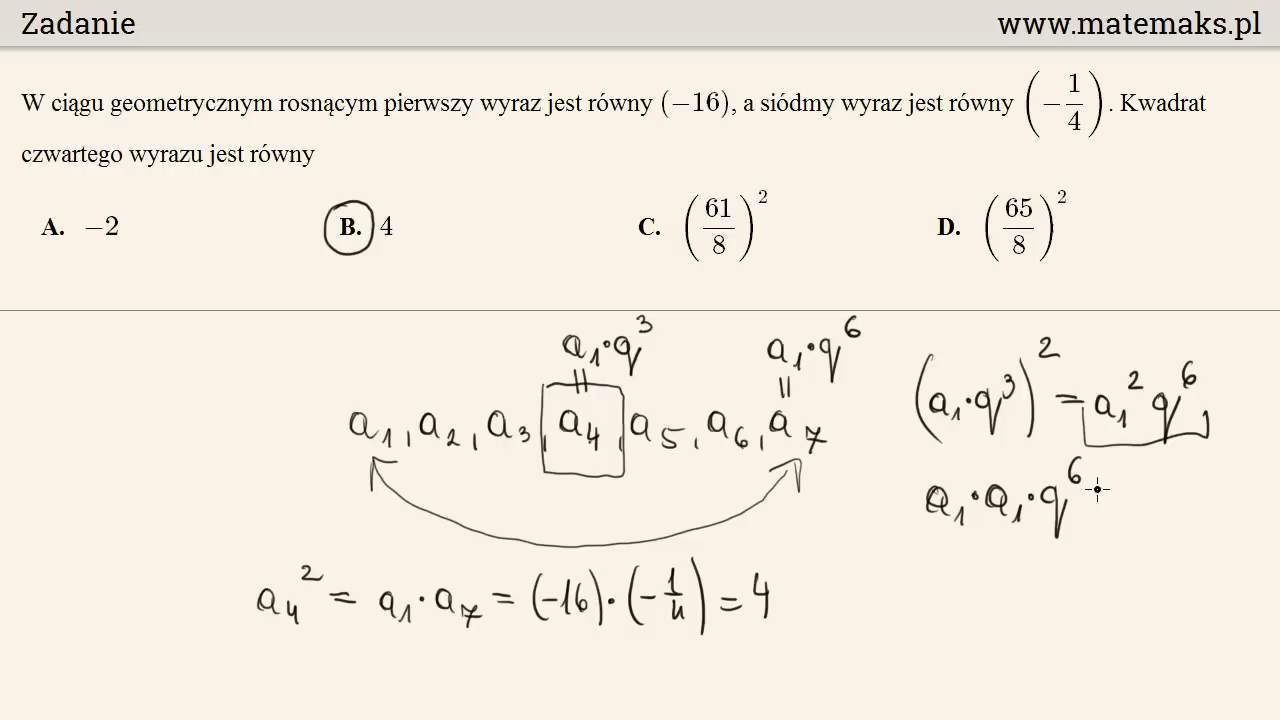 Zadanie www.matemaks.pl
W ciągu geometrycznym rosnącym pierwszy wyraz jest równy (−16), a siódmy wyraz jest równy (−1/4). Kwadrat
czwartego wyrazu jest równy
A. −2 B. 4 C. (61/8)² D. (65/8)²
a₁·q³ a₁·q⁶
= =
a₁, a₂, a₃, a₄, a₅, a₆, a₇
(a₁·q³)² = a₁² q⁶
a₁·a₁·q⁶
a₄² = a₁·a₇ = (−16)·(−1/4) = 4